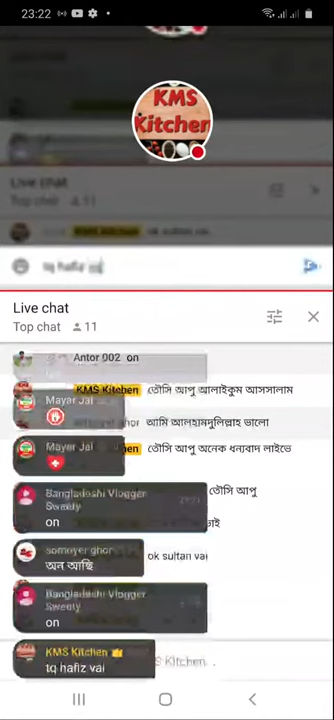 23:22
KMS
Kitchen
Live chat
Top chat 11
KMS Kitchen ok sultan vai
tq hafiz
Live chat
Top chat 11
Antor 002 on
KMS Kitchen তৌসি আপু আলাইকুম আসসালাম
Mayar Jal
ghor আমি আলহামদুলিল্লাহ ভালো
Mayar Jal
তৌসি আপু অনেক ধন্যবাদ লাইভে
Bangladeshi Vlogger
Sweety
তৌসি আপু
on
somoyer ghor
ok sultan vai
অন আছি
Bangladeshi Vlogger
Sweety
on
KMS Kitchen
tq hafiz vai
KMS Kitchen